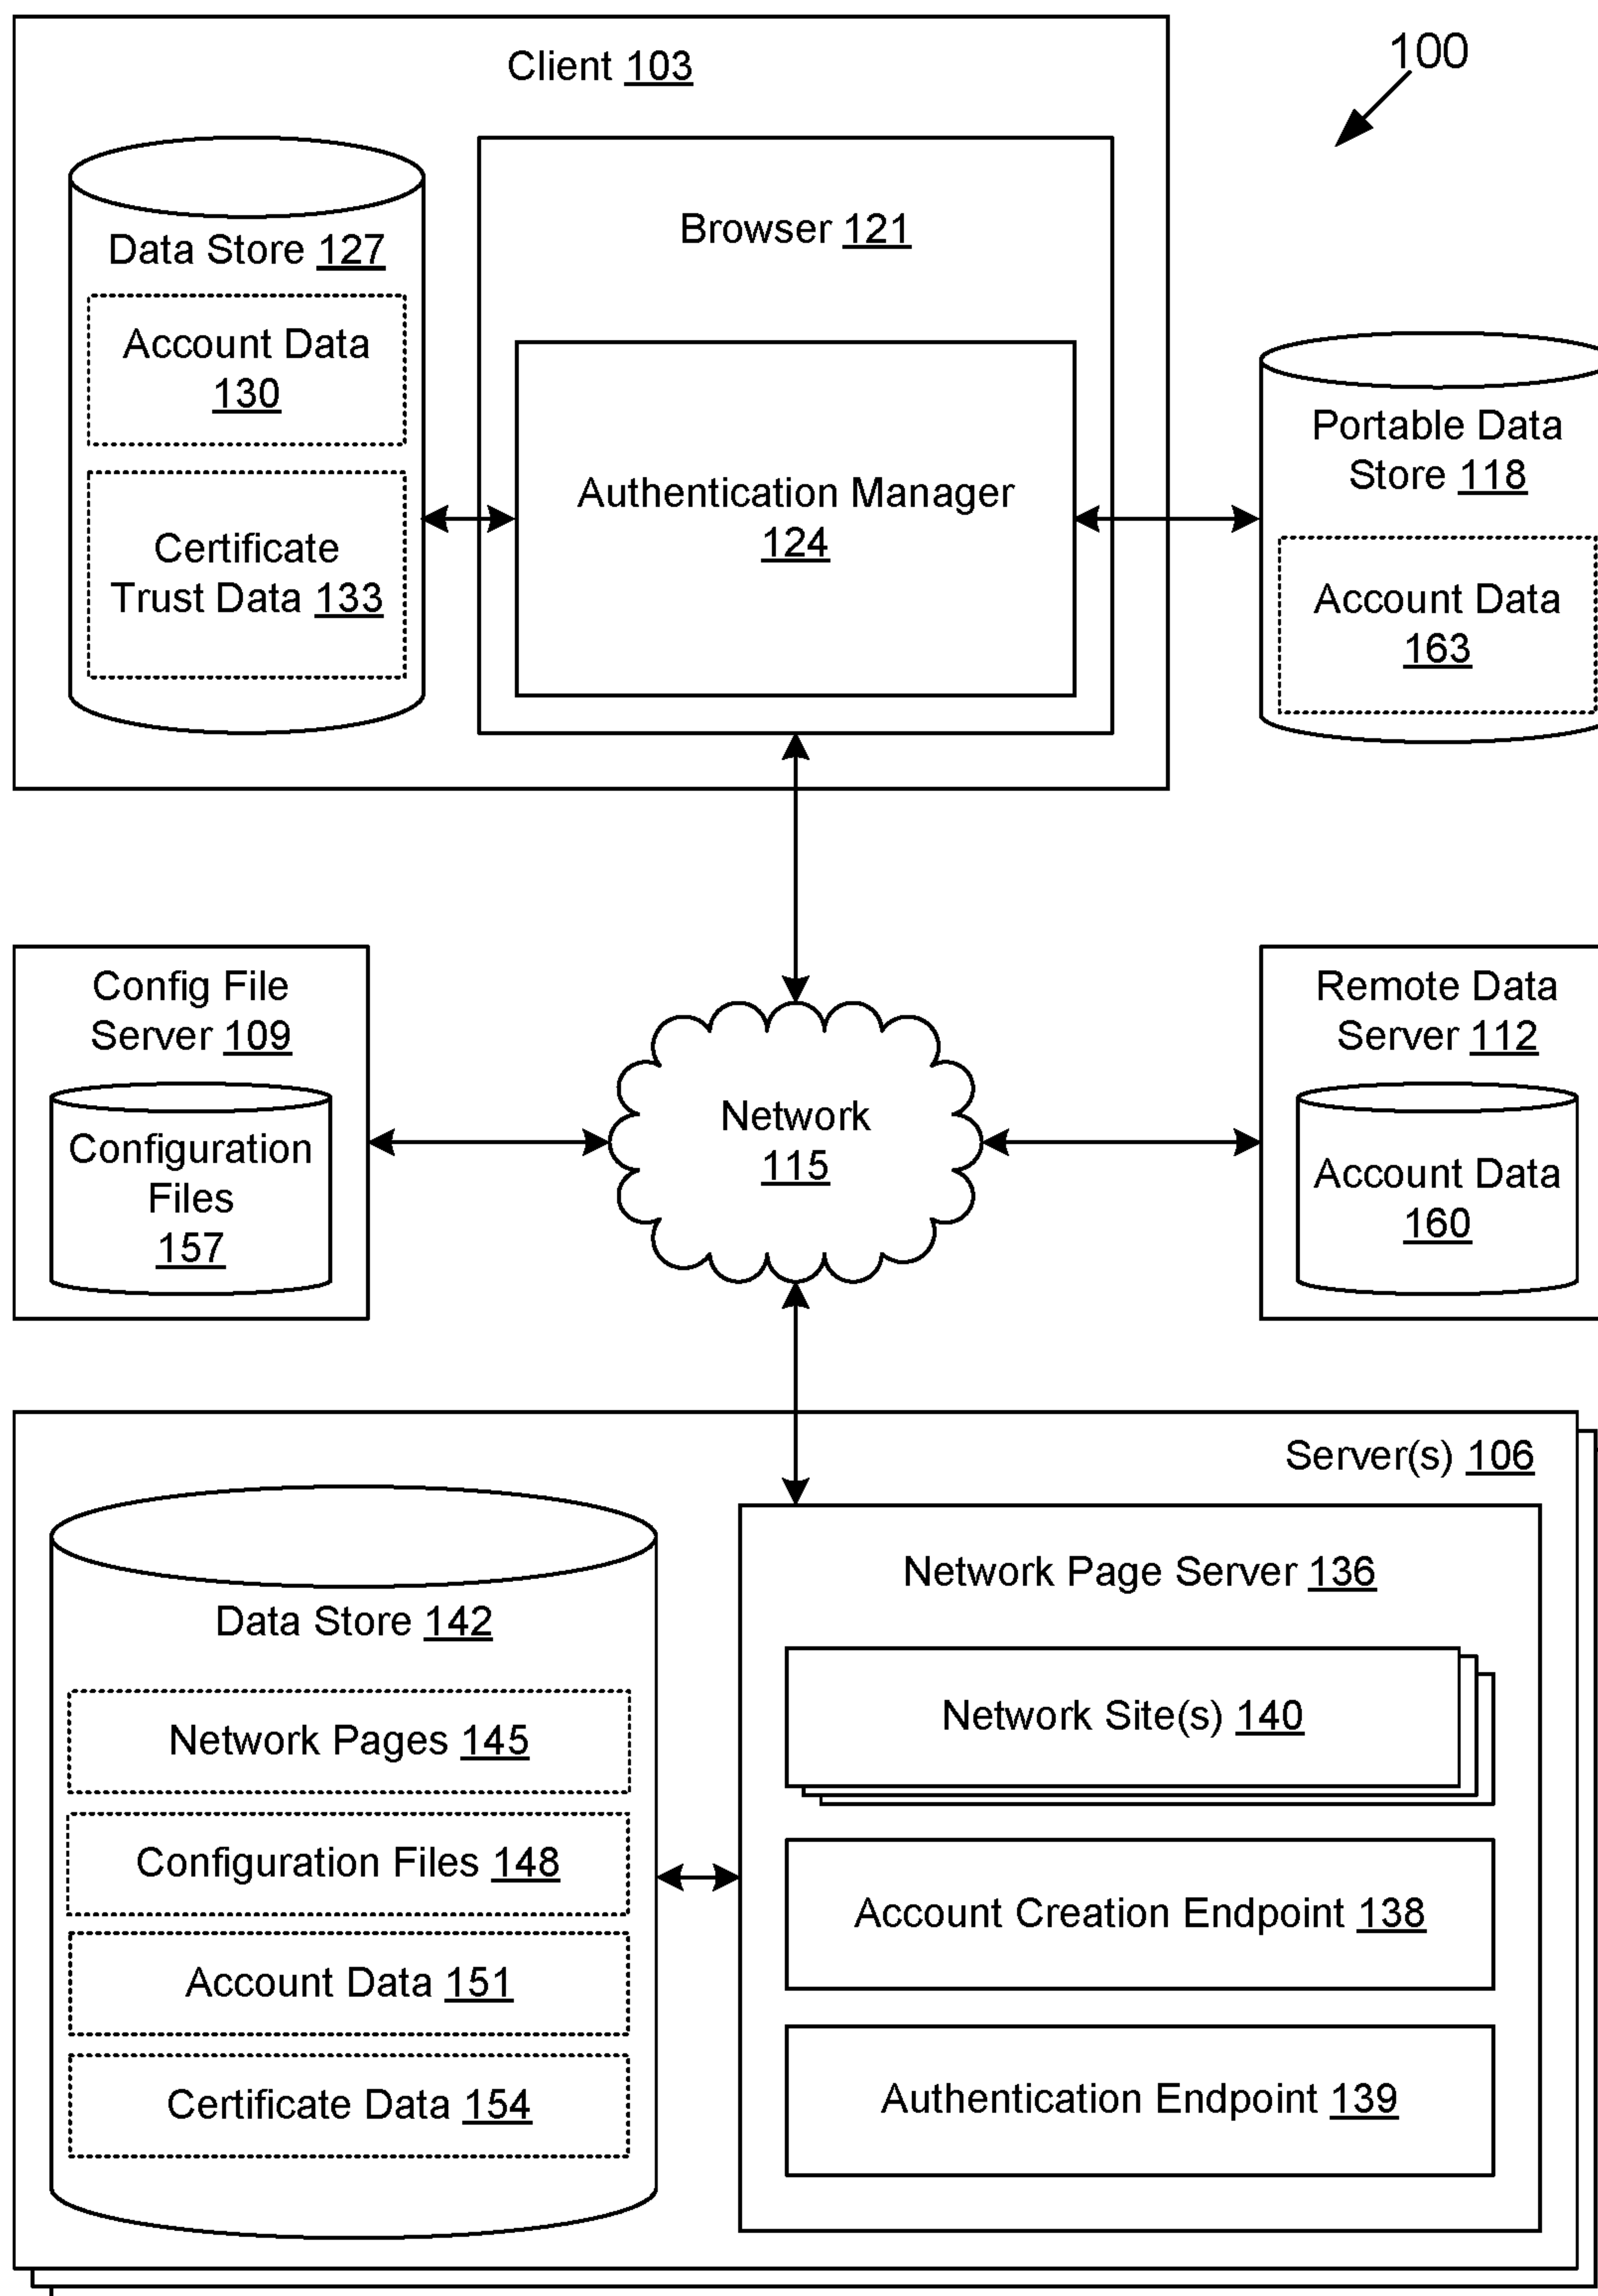 Client 103
100
Data Store 127
Account Data
130
Certificate
Trust Data 133
Browser 121
Authentication Manager
124
Portable Data
Store 118
Account Data
163
Config File
Server 109
Configuration
Files
157
Network
115
Remote Data
Server 112
Account Data
160
Server(s) 106
Data Store 142
Network Pages 145
Configuration Files 148
Account Data 151
Certificate Data 154
Network Page Server 136
Network Site(s) 140
Account Creation Endpoint 138
Authentication Endpoint 139